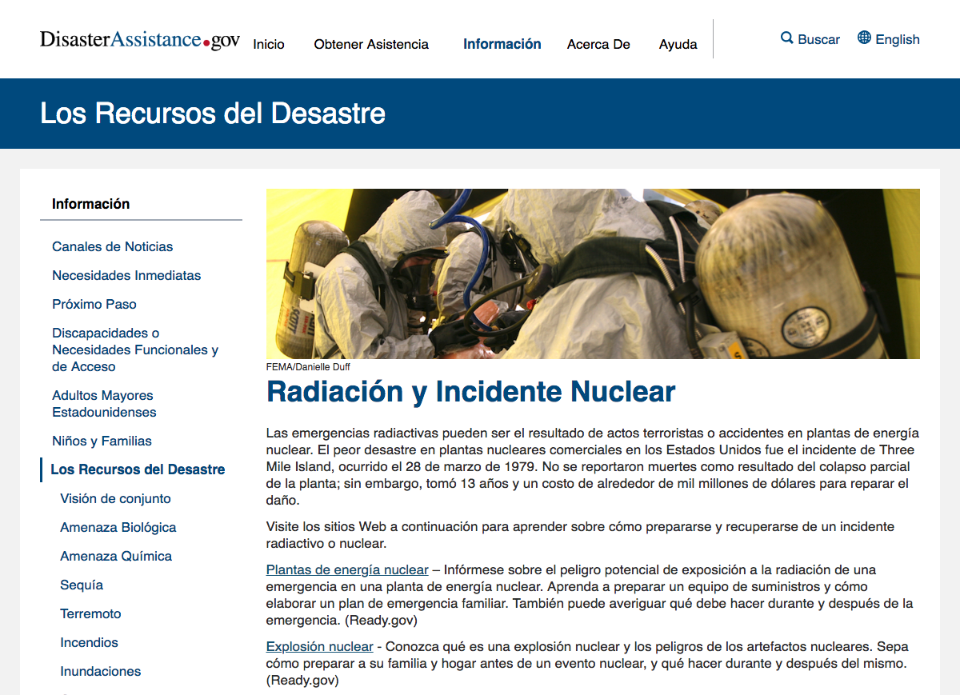 DisasterAssistance.gov
Inicio
Obtener Asistencia
Información
Acerca De
Ayuda
Buscar
English
Los Recursos del Desastre
Información
Canales de Noticias
Necesidades Inmediatas
Próximo Paso
Discapacidades o
Necesidades Funcionales y
de Acceso
Adultos Mayores
Estadounidenses
Niños y Familias
Los Recursos del Desastre
Visión de conjunto
Amenaza Biológica
Amenaza Química
Sequía
Terremoto
Incendios
Inundaciones
FEMA/Danielle Duff
Radiación y Incidente Nuclear
Las emergencias radiactivas pueden ser el resultado de actos terroristas o accidentes en plantas de energía
nuclear. El peor desastre en plantas nucleares comerciales en los Estados Unidos fue el incidente de Three
Mile Island, ocurrido el 28 de marzo de 1979. No se reportaron muertes como resultado del colapso parcial
de la planta; sin embargo, tomó 13 años y un costo de alrededor de mil millones de dólares para reparar el
daño.
Visite los sitios Web a continuación para aprender sobre cómo prepararse y recuperarse de un incidente
radiactivo o nuclear.
Plantas de energía nuclear – Infórmese sobre el peligro potencial de exposición a la radiación de una
emergencia en una planta de energía nuclear. Aprenda a preparar un equipo de suministros y cómo
elaborar un plan de emergencia familiar. También puede averiguar qué debe hacer durante y después de la
emergencia. (Ready.gov)
Explosión nuclear - Conozca qué es una explosión nuclear y los peligros de los artefactos nucleares. Sepa
cómo preparar a su familia y hogar antes de un evento nuclear, y qué hacer durante y después del mismo.
(Ready.gov)